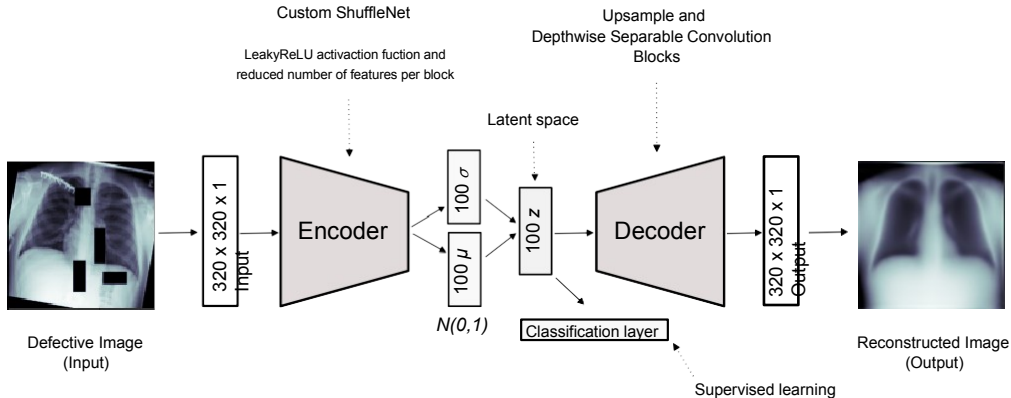 Custom ShuffleNet
LeakyReLU activaction fuction and
reduced number of features per block
Upsample and
Depthwise Separable Convolution
Blocks
Latent space
320 x 320 x 1
Input
Encoder
100 σ
100 μ
N(0,1)
100 z
Decoder
320 x 320 x 1
Output
Classification layer
Defective Image
(Input)
Reconstructed Image
(Output)
Supervised learning